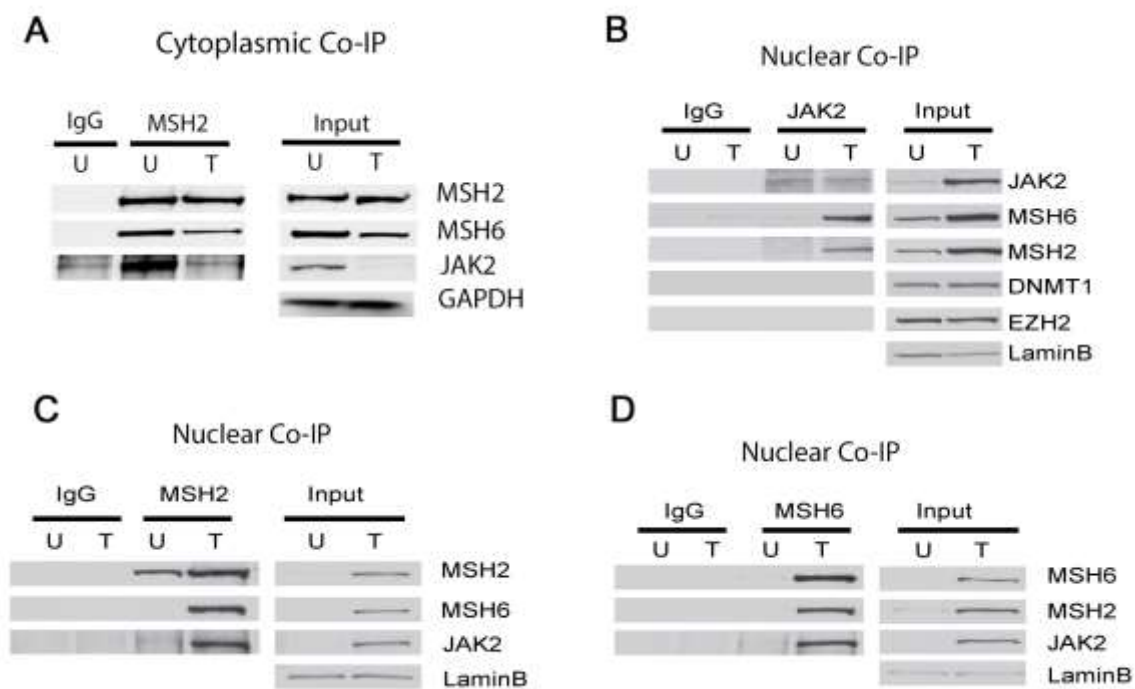 A
Cytoplasmic Co-IP
IgG MSH2 Input
U U T U T
MSH2
MSH6
JAK2
GAPDH
B
Nuclear Co-IP
IgG JAK2 Input
U T U T U T
JAK2
MSH6
MSH2
DNMT1
EZH2
LaminB
C
Nuclear Co-IP
IgG MSH2 Input
U T U T U T
MSH2
MSH6
JAK2
LaminB
D
Nuclear Co-IP
IgG MSH6 Input
U T U T U T
MSH6
MSH2
JAK2
LaminB